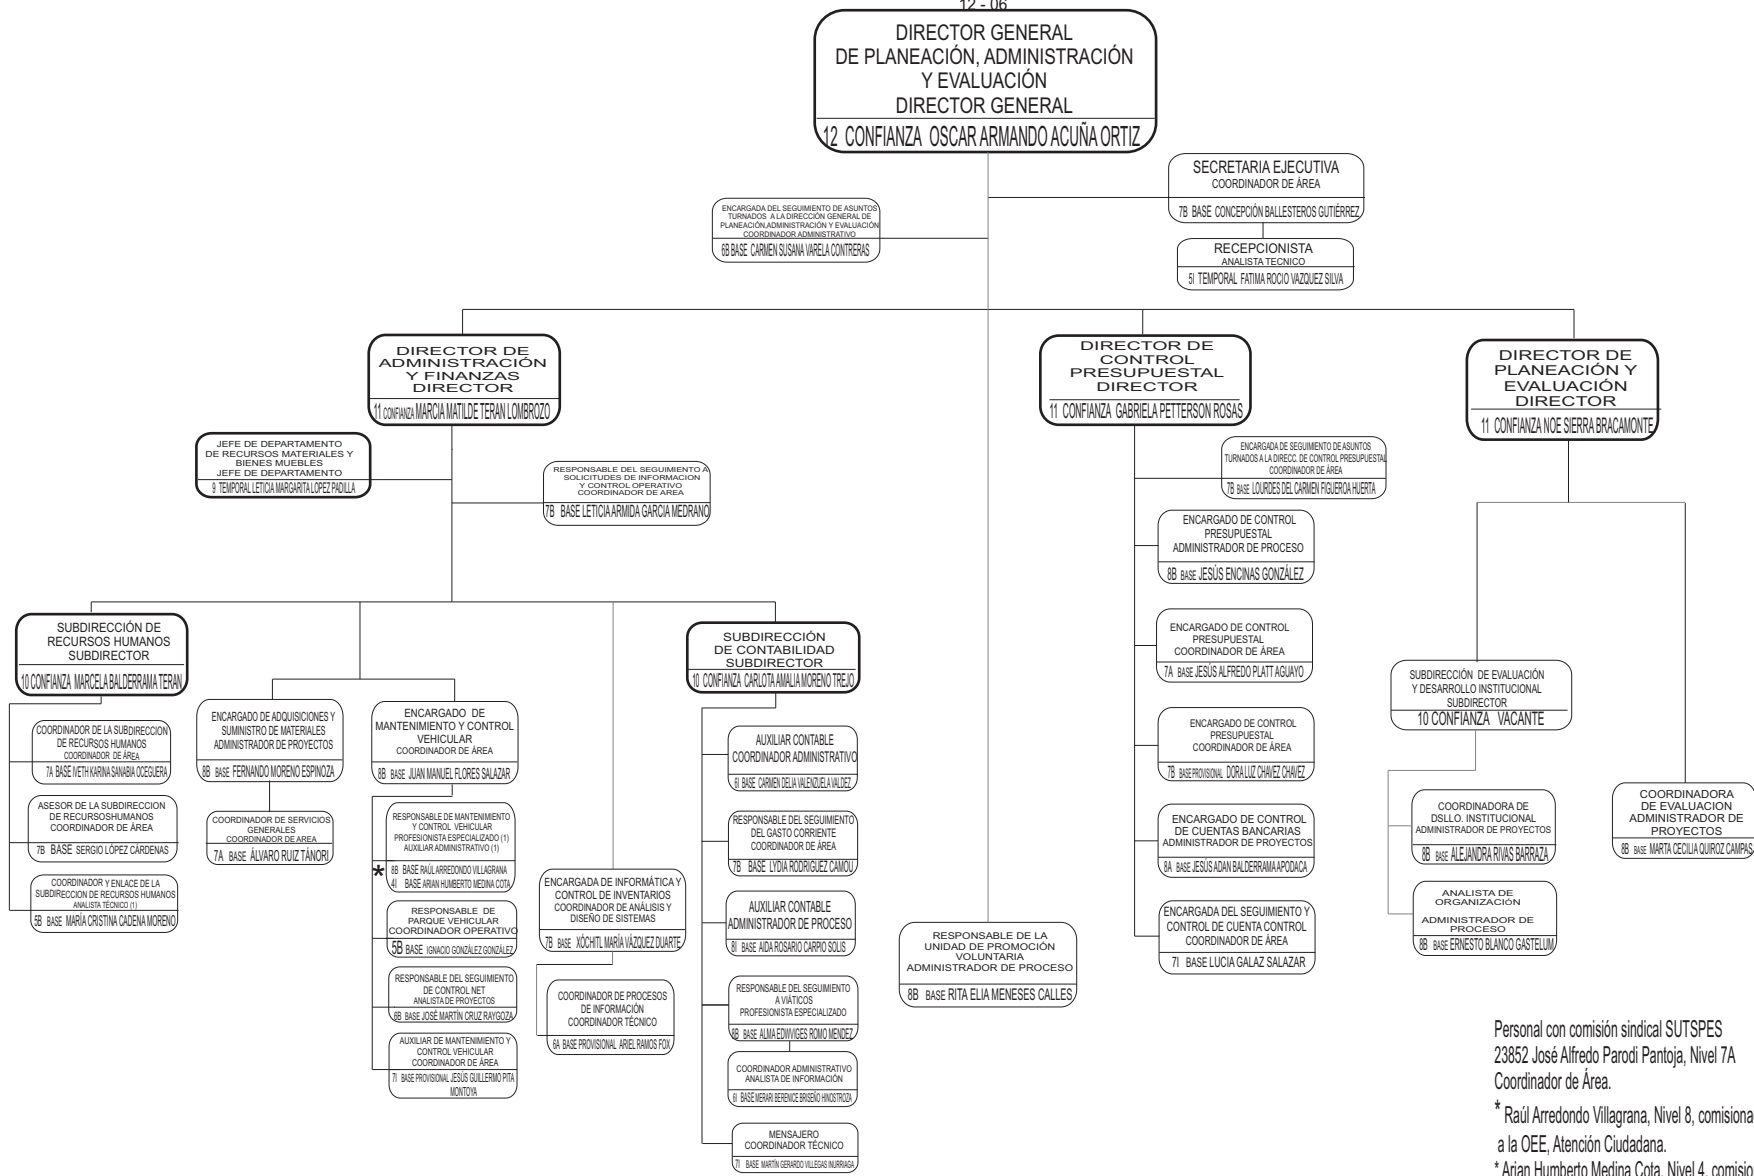 12 - 06
DIRECTOR GENERAL
DE PLANEACIÓN, ADMINISTRACIÓN
Y EVALUACIÓN
DIRECTOR GENERAL
12 CONFIANZA OSCAR ARMANDO ACUÑA ORTIZ
SECRETARIA EJECUTIVA
COORDINADOR DE ÁREA
7B BASE CONCEPCIÓN BALLESTEROS GUTIÉRREZ
ENCARGADA DEL SEGUIMIENTO DE ASUNTOS
TURNADOS A LA DIRECCIÓN GENERAL DE
PLANEACIÓN,ADMINISTRACIÓN Y EVALUACIÓN
COORDINADOR ADMINISTRATIVO
6B BASE CARMEN SUSANA VARELA CONTRERAS
RECEPCIONISTA
ANALISTA TECNICO
5I TEMPORAL FATIMA ROCIO VAZQUEZ SILVA
DIRECTOR DE
ADMINISTRACIÓN
Y FINANZAS
DIRECTOR
11 CONFIANZA MARCIA MATILDE TERAN LOMBROZO
DIRECTOR DE
CONTROL
PRESUPUESTAL
DIRECTOR
11 CONFIANZA GABRIELA PETTERSON ROSAS
DIRECTOR DE
PLANEACIÓN Y
EVALUACIÓN
DIRECTOR
11 CONFIANZA NOE SIERRA BRACAMONTE
JEFE DE DEPARTAMENTO
DE RECURSOS MATERIALES Y
BIENES MUEBLES
JEFE DE DEPARTAMENTO
9 TEMPORAL LETICIA MARGARITA LOPEZ PADILLA
RESPONSABLE DEL SEGUIMIENTO A
SOLICITUDES DE INFORMACION
Y CONTROL OPERATIVO
COORDINADOR DE AREA
7B BASE LETICIA ARMIDA GARCIA MEDRANO
ENCARGADA DE SEGUIMIENTO DE ASUNTOS
TURNADOS A LA DIRECC. DE CONTROL PRESUPUESTAL
COORDINADOR DE ÁREA
7B BASE LOURDES DEL CARMEN FIGUEROA HUERTA
ENCARGADO DE CONTROL
PRESUPUESTAL
ADMINISTRADOR DE PROCESO
8B BASE JESÚS ENCINAS GONZÁLEZ
ENCARGADO DE CONTROL
PRESUPUESTAL
COORDINADOR DE ÁREA
7A BASE JESÚS ALFREDO PLATT AGUAYO
ENCARGADO DE CONTROL
PRESUPUESTAL
COORDINADOR DE ÁREA
7B BASE PROVISIONAL DORA LUZ CHAVEZ CHAVEZ
ENCARGADO DE CONTROL
DE CUENTAS BANCARIAS
ADMINISTRADOR DE PROYECTOS
8A BASE JESÚS ADAN BALDERRAMA APODACA
ENCARGADA DEL SEGUIMIENTO Y
CONTROL DE CUENTA CONTROL
COORDINADOR DE ÁREA
7I BASE LUCIA GALAZ SALAZAR
SUBDIRECCIÓN DE
RECURSOS HUMANOS
SUBDIRECTOR
10 CONFIANZA MARCELA BALDERRAMA TERAN
COORDINADOR DE LA SUBDIRECCION
DE RECURSOS HUMANOS
COORDINADOR DE ÁREA
7A BASE IVETH KARINA SANABIA OCEGUERA
ASESOR DE LA SUBDIRECCION
DE RECURSOSHUMANOS
COORDINADOR DE ÁREA
7B BASE SERGIO LÓPEZ CÁRDENAS
COORDINADOR Y ENLACE DE LA
SUBDIRECCION DE RECURSOS HUMANOS
ANALISTA TÉCNICO (1)
5B BASE MARÍA CRISTINA CADENA MORENO
ENCARGADO DE ADQUISICIONES Y
SUMINISTRO DE MATERIALES
ADMINISTRADOR DE PROYECTOS
8B BASE FERNANDO MORENO ESPINOZA
COORDINADOR DE SERVICIOS
GENERALES
COORDINADOR DE AREA
7A BASE ÁLVARO RUIZ TÁNORI
ENCARGADO DE
MANTENIMIENTO Y CONTROL
VEHICULAR
COORDINADOR DE ÁREA
8B BASE JUAN MANUEL FLORES SALAZAR
RESPONSABLE DE MANTENIMIENTO
Y CONTROL VEHICULAR
PROFESIONISTA ESPECIALIZADO (1)
AUXILIAR ADMINISTRATIVO (1)
* 8B BASE RAÚL ARREDONDO VILLAGRANA
4I BASE ARIAN HUMBERTO MEDINA COTA
RESPONSABLE DE
PARQUE VEHICULAR
COORDINADOR OPERATIVO
5B BASE IGNACIO GONZÁLEZ GONZÁLEZ
RESPONSABLE DEL SEGUIMIENTO
DE CONTROL NET
ANALISTA DE PROYECTOS
6B BASE JOSÉ MARTÍN CRUZ RAYGOZA
AUXILIAR DE MANTENIMIENTO Y
CONTROL VEHICULAR
COORDINADOR DE ÁREA
7I BASE PROVISIONAL JESÚS GUILLERMO PITA
MONTOYA
ENCARGADA DE INFORMÁTICA Y
CONTROL DE INVENTARIOS
COORDINADOR DE ANÁLISIS Y
DISEÑO DE SISTEMAS
7B BASE XÓCHITL MARÍA VÁZQUEZ DUARTE
COORDINADOR DE PROCESOS
DE INFORMACIÓN
COORDINADOR TÉCNICO
6A BASE PROVISIONAL ARIEL RAMOS FOX
SUBDIRECCIÓN
DE CONTABILIDAD
SUBDIRECTOR
10 CONFIANZA CARLOTA AMALIA MORENO TREJO
AUXILIAR CONTABLE
COORDINADOR ADMINISTRATIVO
6I BASE CARMEN DELIA VALENZUELA VALDEZ
RESPONSABLE DEL SEGUIMIENTO
DEL GASTO CORRIENTE
COORDINADOR DE ÁREA
7B BASE LYDIA RODRIGUEZ CAMOU
AUXILIAR CONTABLE
ADMINISTRADOR DE PROCESO
8I BASE AIDA ROSARIO CARPIO SOLIS
RESPONSABLE DEL SEGUIMIENTO
A VIÁTICOS
PROFESIONISTA ESPECIALIZADO
8B BASE ALMA EDWVIGES ROMO MENDEZ
COORDINADOR ADMINISTRATIVO
ANALISTA DE INFORMACIÓN
6I BASE MERARI BERENICE BRISEÑO HINOSTROZA
MENSAJERO
COORDINADOR TÉCNICO
7I BASE MARTÍN GERARDO VILLEGAS INURRIAGA
RESPONSABLE DE LA
UNIDAD DE PROMOCIÓN
VOLUNTARIA
ADMINISTRADOR DE PROCESO
8B BASE RITA ELIA MENESES CALLES
SUBDIRECCIÓN DE EVALUACIÓN
Y DESARROLLO INSTITUCIONAL
SUBDIRECTOR
10 CONFIANZA VACANTE
COORDINADORA DE
DSLLO. INSTITUCIONAL
ADMINISTRADOR DE PROYECTOS
8B BASE ALEJANDRA RIVAS BARRAZA
ANALISTA DE
ORGANIZACIÓN
ADMINISTRADOR DE
PROCESO
8B BASE ERNESTO BLANCO GASTELUM
COORDINADORA
DE EVALUACION
ADMINISTRADOR DE
PROYECTOS
8B BASE MARTA CECILIA QUIROZ CAMPAS
Personal con comisión sindical SUTSPES
23852 José Alfredo Parodi Pantoja, Nivel 7A
Coordinador de Área.
* Raúl Arredondo Villagrana, Nivel 8, comisiona
a la OEE, Atención Ciudadana.
* Arian Humberto Medina Cota, Nivel 4, comisio